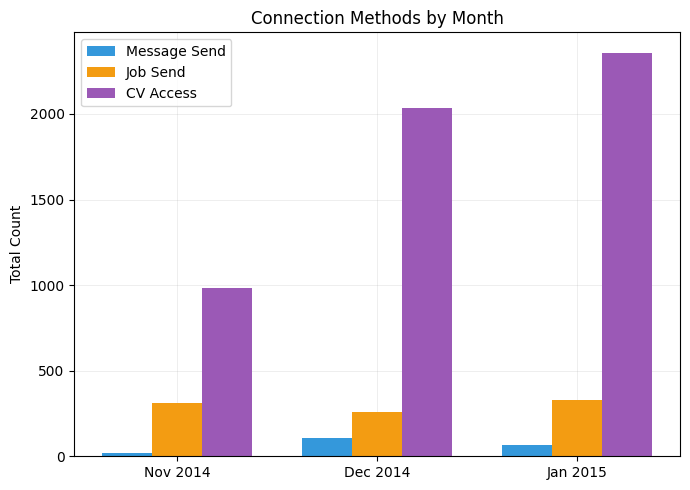 Connection Methods by Month
Message Send
Job Send
CV Access
Total Count
2000
1500
1000
500
0
Nov 2014
Dec 2014
Jan 2015